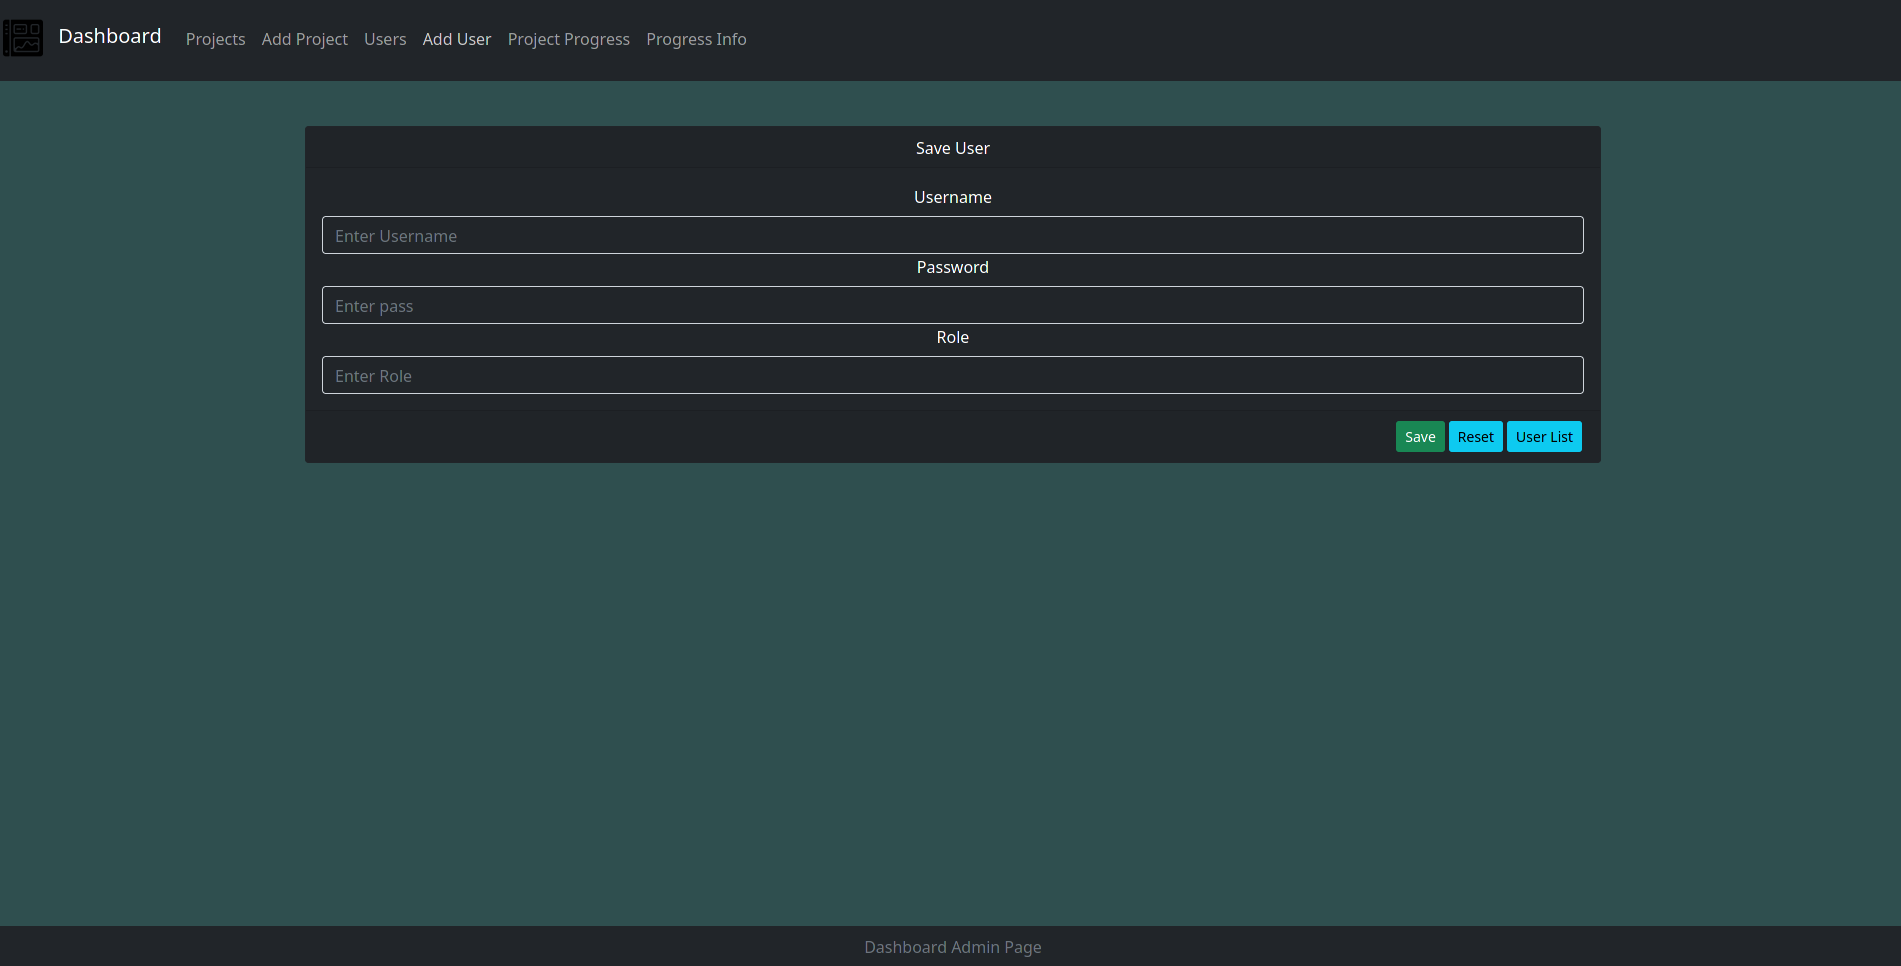 Dashboard Projects Add Project Users Add User Project Progress Progress Info
Save User
Username
Enter Username
Password
Enter pass
Role
Enter Role
Save Reset User List
Dashboard Admin Page